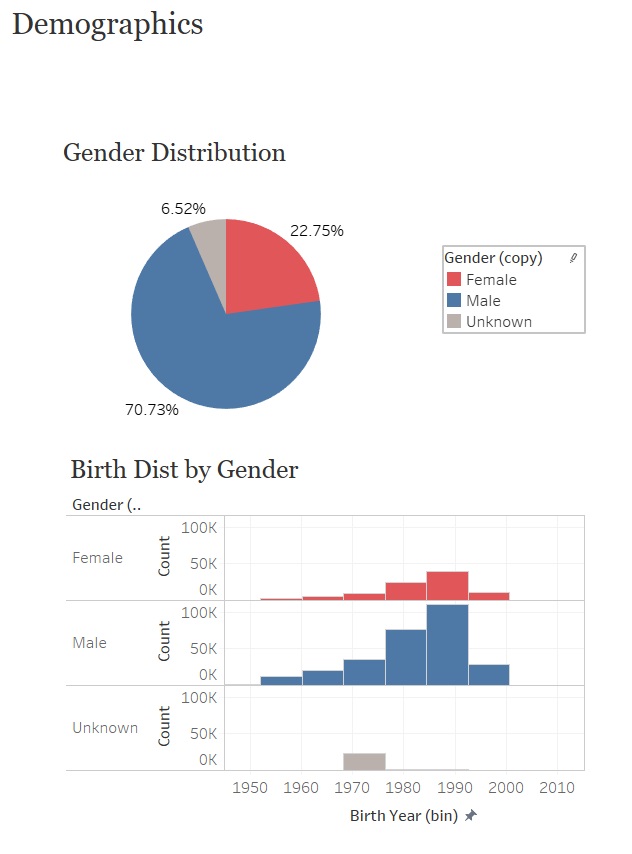 Demographics
Gender Distribution
6.52%
22.75%
70.73%
Gender (copy)
Female
Male
Unknown
Birth Dist by Gender
Gender (..
Female
Count
100K
50K
0K
Male
Count
100K
50K
0K
Unknown
Count
100K
50K
0K
1950 1960 1970 1980 1990 2000 2010
Birth Year (bin)